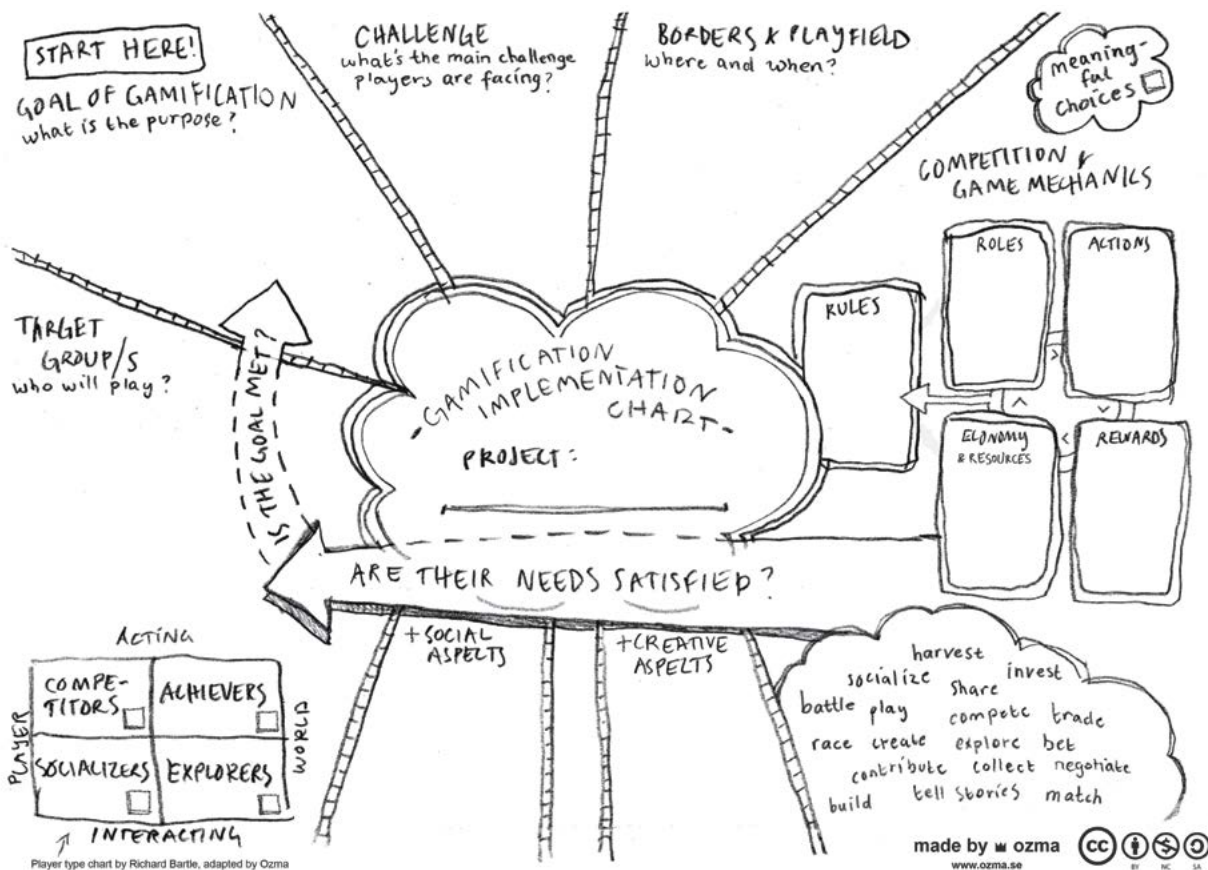 START HERE!
GOAL OF GAMIFICATION
what is the purpose?
CHALLENGE
what's the main challenge
players are facing?
BORDERS & PLAYFIELD
where and when?
meaning-
ful
choices
COMPETITION &
GAME MECHANICS
ROLES
ACTIONS
RULES
ECONOMY
& RESOURCES
REWARDS
TARGET
GROUP/S
who will play?
IS THE GOAL MET?
-GAMIFICATION
IMPLEMENTATION
CHART-
PROJECT:
ARE THEIR NEEDS SATISFIED?
+SOCIAL
ASPECTS
+CREATIVE
ASPECTS
ACTING
COMPE-
TITORS
ACHIEVERS
PLAYER
WORLD
SOCIALIZERS
EXPLORERS
INTERACTING
Player type chart by Richard Bartle, adapted by Ozma
harvest
socialize
invest
share
battle play
compete trade
race create explore bet
contribute collect negotiate
build tell stories match
made by ozma
www.ozma.se
CC
BY NC SA